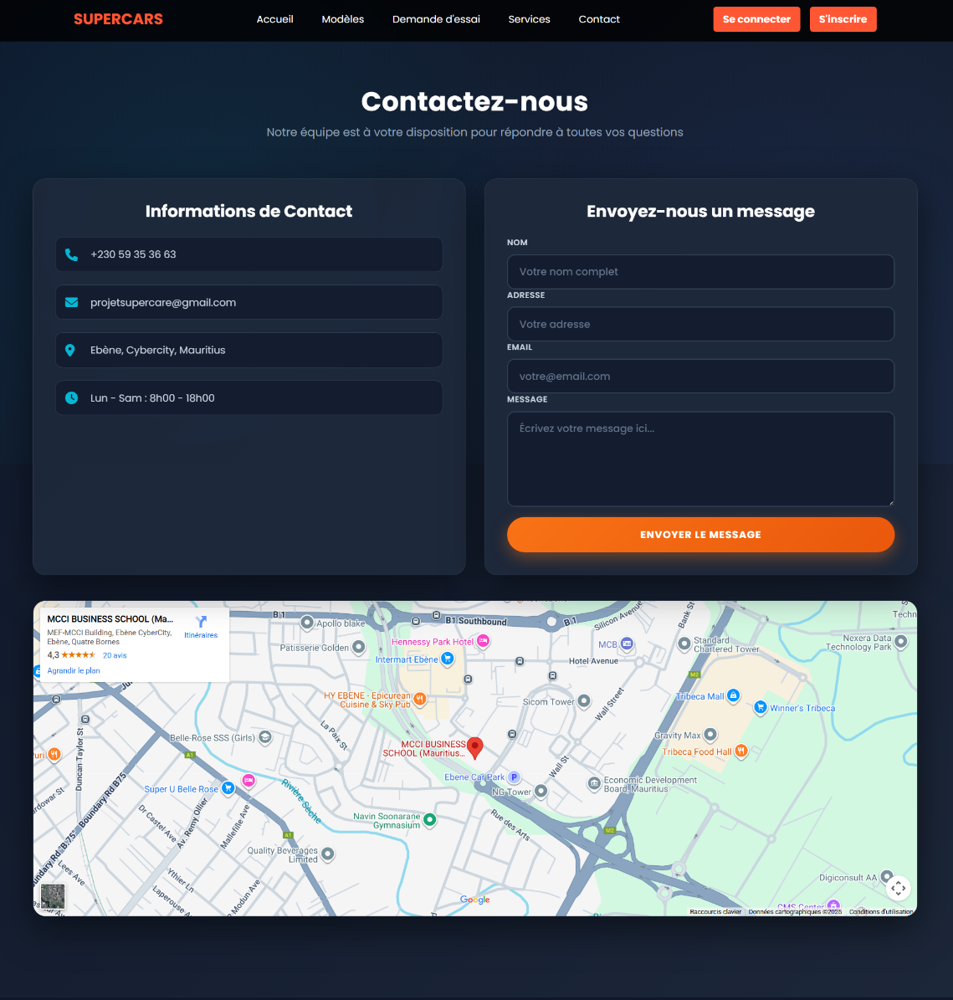 SUPERCARS
Accueil
Modèles
Demande d'essai
Services
Contact
Se connecter
S'inscrire
Contactez-nous
Notre équipe est à votre disposition pour répondre à toutes vos questions
Informations de Contact
+230 59 35 36 63
projetsupercare@gmail.com
Ebène, Cybercity, Mauritius
Lun - Sam : 8h00 - 18h00
Envoyez-nous un message
NOM
Votre nom complet
ADRESSE
Votre adresse
EMAIL
votre@email.com
MESSAGE
Écrivez votre message ici...
ENVOYER LE MESSAGE
MCCI BUSINESS SCHOOL (Ma...
MEF-MCCI Building, Ebène CyberCity,
Ebène, Quatre Bornes
4,3
20 avis
Agrandir le plan
Itinéraires
B 1
Apollo blake
B1 Southbound
B 1
Silicon Avenue
Bank St
Techn
Patisserie Golden
Hennessy Park Hotel
Intermart Ebène
MCB
Standard
Chartered Tower
Nexera Data
Technology Park
Hotel Avenue
M2
HY EBENE - Epicurean
Cuisine & Sky Pub
Sicom Tower
Wall Street
Tribeca Mall
Winner's Tribeca
La Paix St
Belle-Rose SSS (Girls)
Duncan Taylor St
A1
MCCI BUSINESS
SCHOOL (Mauritius...
Gravity Max
Tribeca Food Hall
Ebene Car Park
P
Wall St
NG Tower
Economic Development
Board, Mauritius
Super U Belle Rose
Rivière Sèche
Boundary Rd B75
Boundary Rd "B 75"
Dr Castel Ave
Av. Remy Ollier
Mallefille Ave
Navin Soonarane
Gymnasium
Rue des Arts
M2
A1
Quality Beverages
Limited
Lees Ave
Ythier Ln
Laperouse A
P. Modun Ave
Digiconsult AA
CMS Center
Google
Raccourcis clavier
Données cartographiques ©2025
Conditions d'utilisation